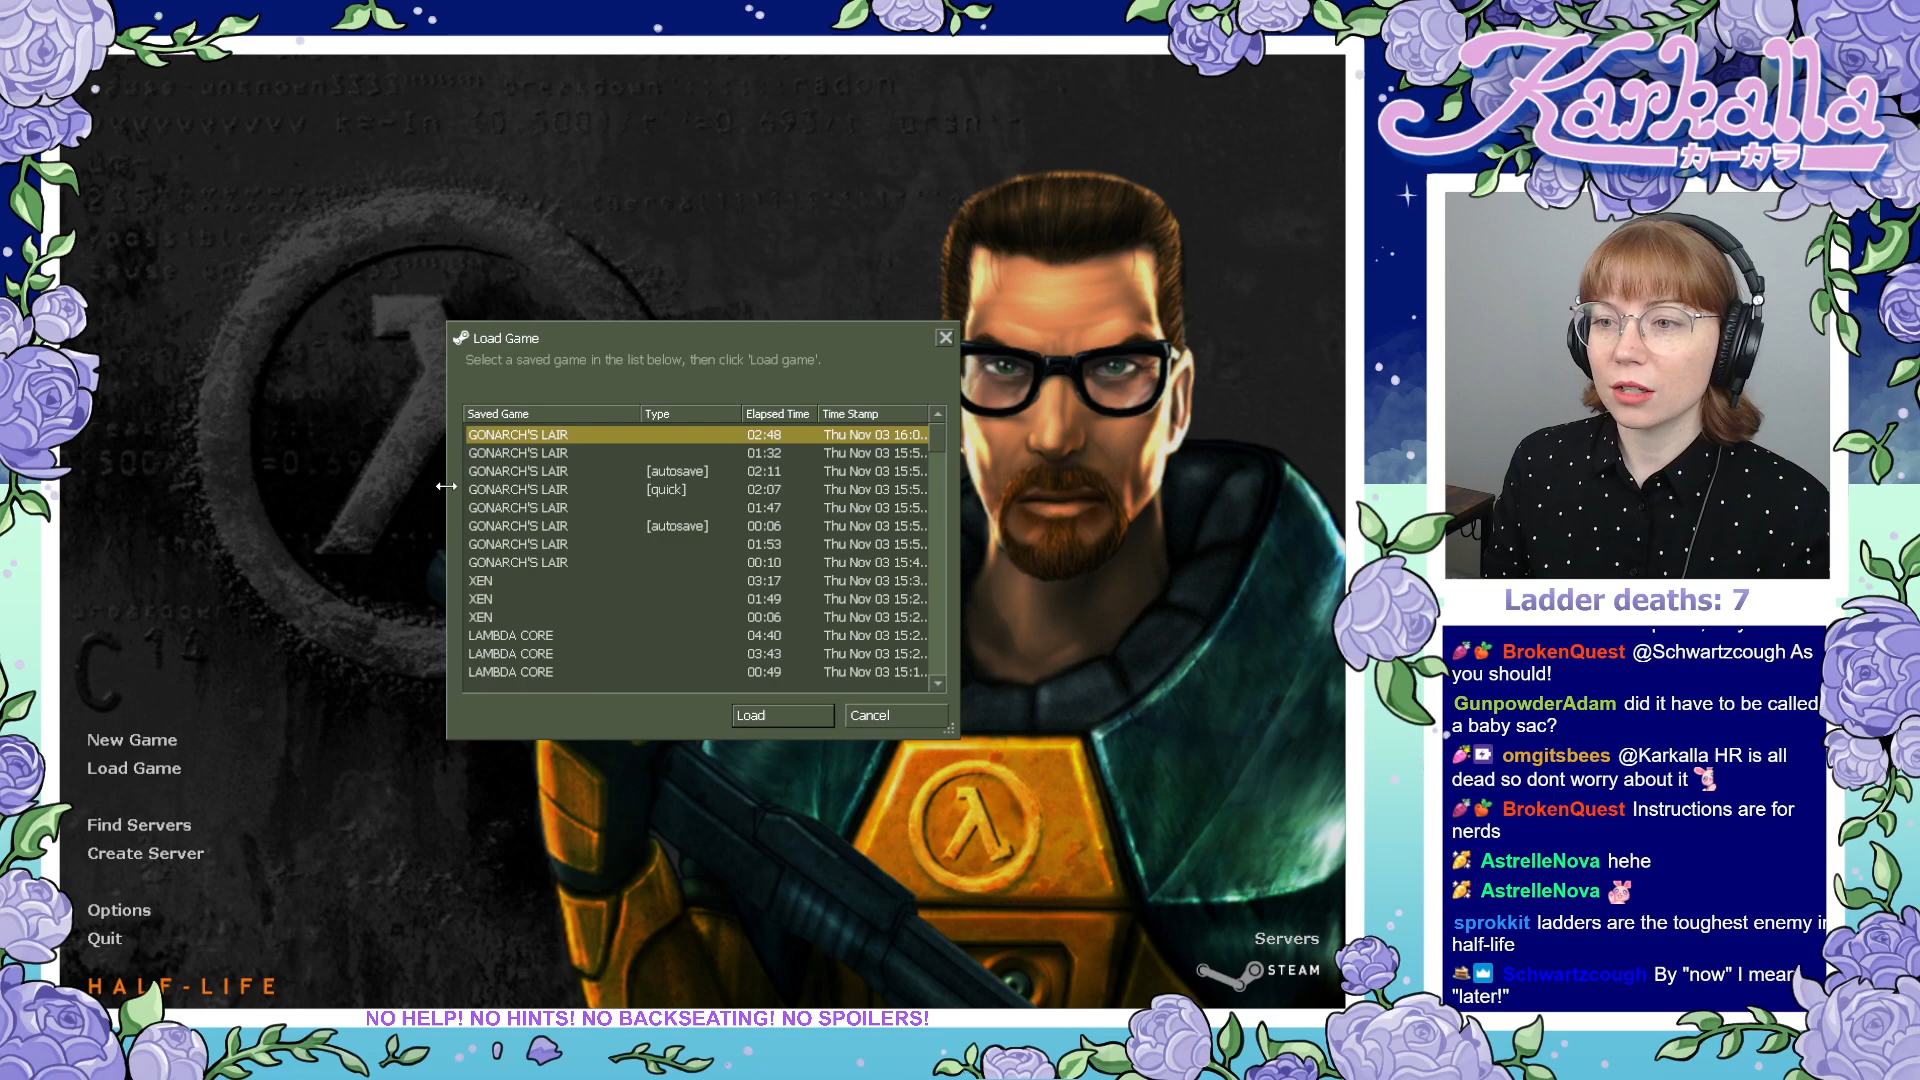 Karkalla
カーカラ
Load Game
Select a saved game in the list below, then click 'Load game'.
Saved Game Type Elapsed Time Time Stamp
GONARCH'S LAIR 02:48 Thu Nov 03 16:0..
GONARCH'S LAIR 01:32 Thu Nov 03 15:5..
GONARCH'S LAIR [autosave] 02:11 Thu Nov 03 15:5..
GONARCH'S LAIR [quick] 02:07 Thu Nov 03 15:5..
GONARCH'S LAIR 01:47 Thu Nov 03 15:5..
GONARCH'S LAIR [autosave] 00:06 Thu Nov 03 15:5..
GONARCH'S LAIR 01:53 Thu Nov 03 15:5..
GONARCH'S LAIR 00:10 Thu Nov 03 15:4..
XEN 03:17 Thu Nov 03 15:3..
XEN 01:49 Thu Nov 03 15:2..
XEN 00:06 Thu Nov 03 15:2..
LAMBDA CORE 04:40 Thu Nov 03 15:2..
LAMBDA CORE 03:43 Thu Nov 03 15:2..
LAMBDA CORE 00:49 Thu Nov 03 15:1..
Load Cancel
New Game
Load Game
Find Servers
Create Server
Options
Quit
HALF-LIFE
Servers
STEAM
NO HELP! NO HINTS! NO BACKSEATING! NO SPOILERS!
Ladder deaths: 7
BrokenQuest @Schwartzcough As
you should!
GunpowderAdam did it have to be called
a baby sac?
omgitsbees @Karkalla HR is all
dead so dont worry about it
BrokenQuest Instructions are for
nerds
AstrelleNova hehe
AstrelleNova
sprokkit ladders are the toughest enemy in
half-life
Schwartzcough By "now" I mean
"later!"